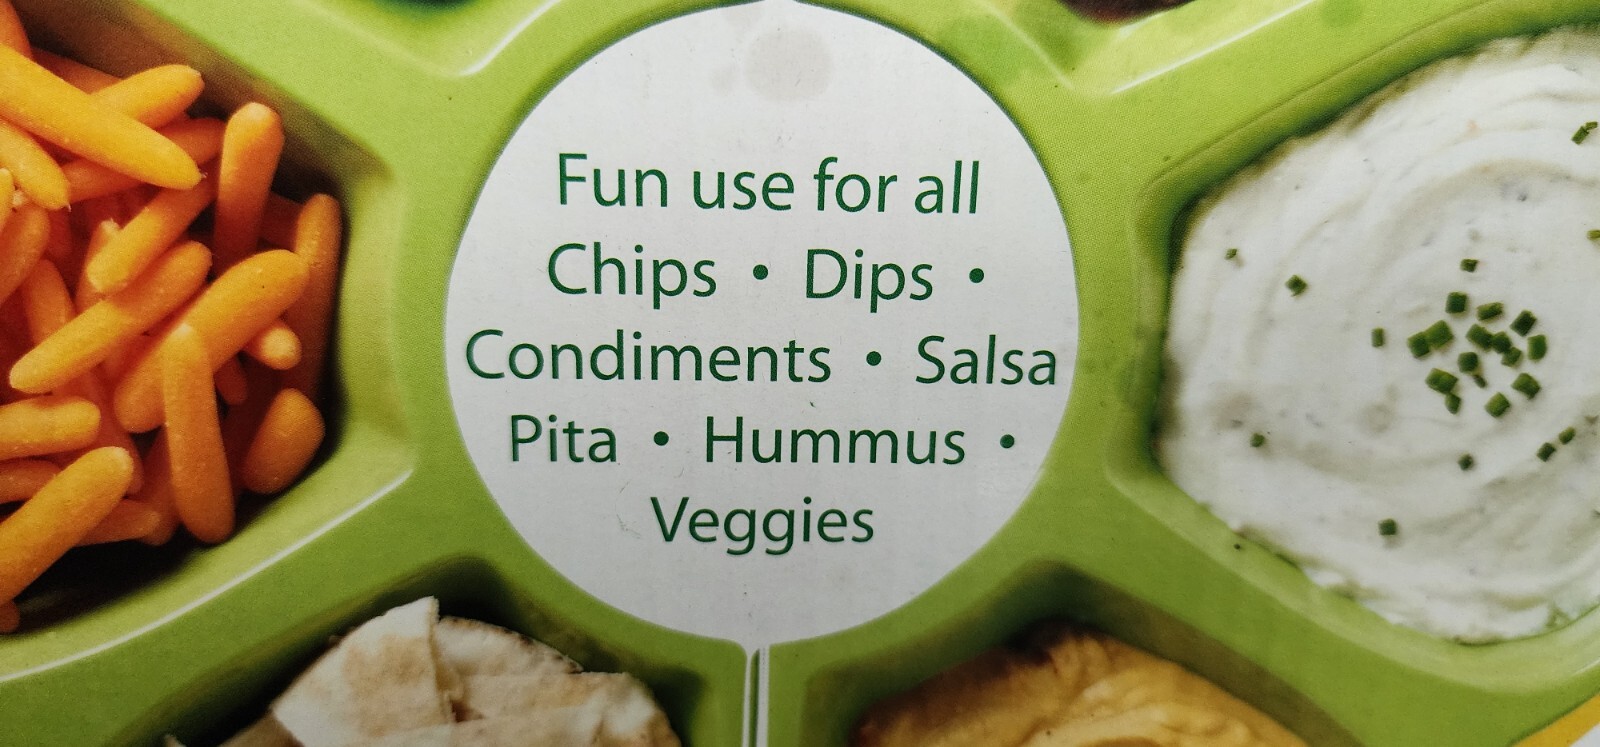 Fun use for all
Chips • Dips •
Condiments • Salsa
Pita • Hummus •
Veggies